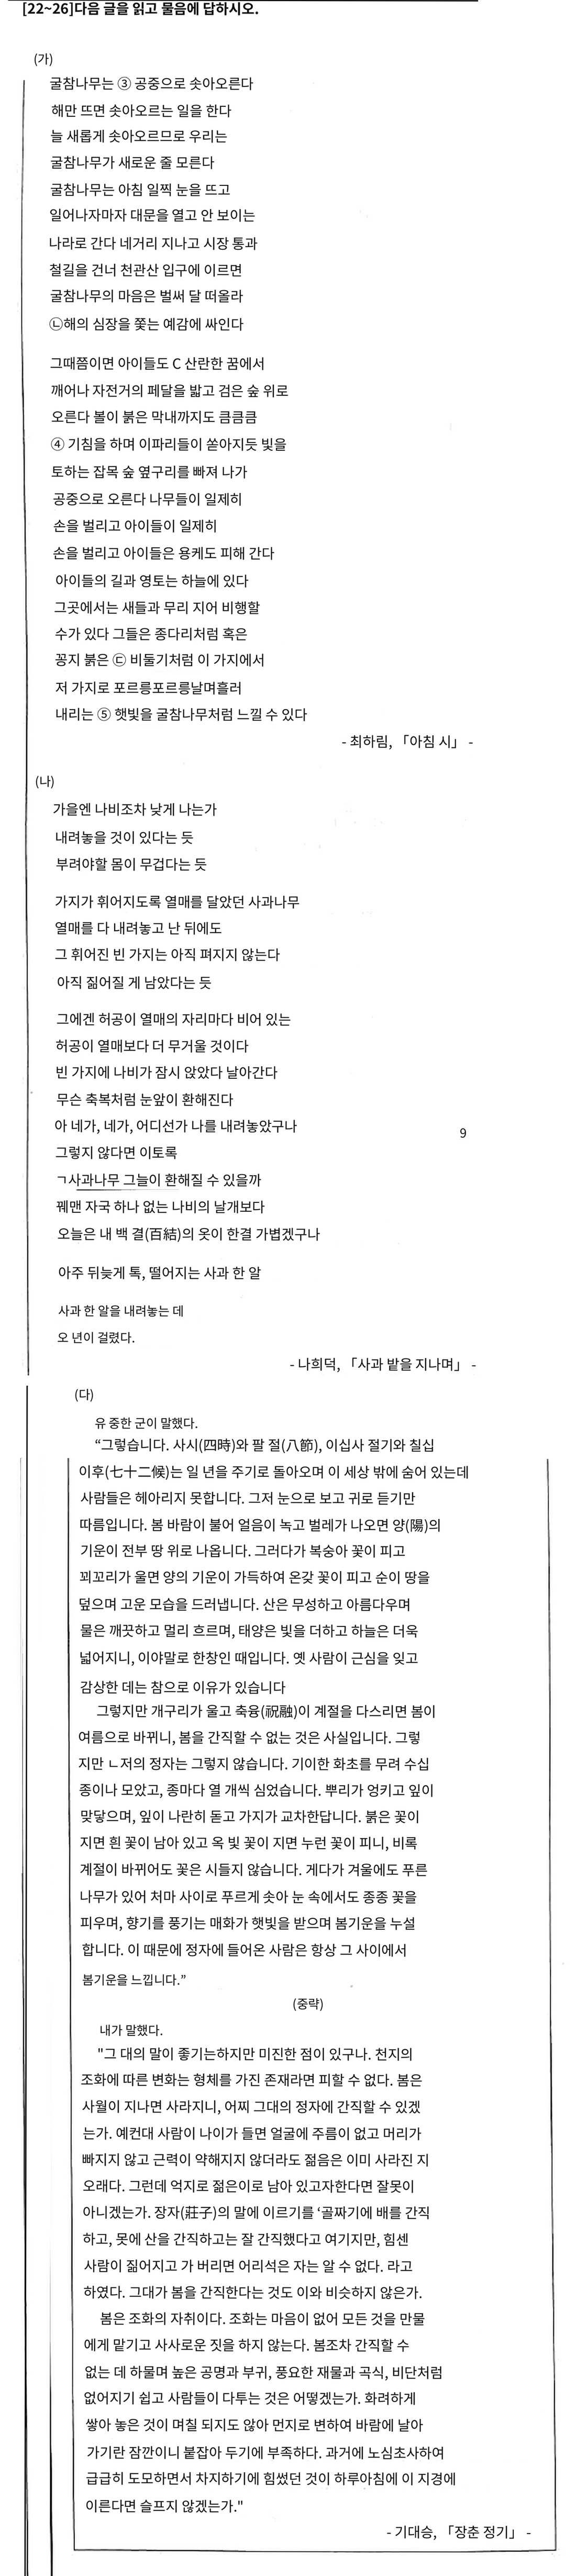 [22~26]다음 글을 읽고 물음에 답하시오.
(가)
굴참나무는 ③ 공중으로 솟아오른다
해만 뜨면 솟아오르는 일을 한다
늘 새롭게 솟아오르므로 우리는
굴참나무가 새로운 줄 모른다
굴참나무는 아침 일찍 눈을 뜨고
일어나자마자 대문을 열고 안 보이는
나라로 간다 네거리 지나고 시장 통과
철길을 건너 천관산 입구에 이르면
굴참나무의 마음은 벌써 달 떠올라
㉡해의 심장을 쫓는 예감에 싸인다
그때쯤이면 아이들도 C 산란한 꿈에서
깨어나 자전거의 페달을 밟고 검은 숲 위로
오른다 볼이 붉은 막내까지도 큼큼큼
④ 기침을 하며 이파리들이 쏟아지듯 빛을
토하는 잡목 숲 옆구리를 빠져 나가
공중으로 오른다 나무들이 일제히
손을 벌리고 아이들이 일제히
손을 벌리고 아이들은 용케도 피해 간다
아이들의 길과 영토는 하늘에 있다
그곳에서는 새들과 무리 지어 비행할
수가 있다 그들은 종다리처럼 혹은
꽁지 붉은 ㉢ 비둘기처럼 이 가지에서
저 가지로 포르릉포르릉날며흘러
내리는 ⑤ 햇빛을 굴참나무처럼 느낄 수 있다
- 최하림, 「아침 시」 -
(나)
가을엔 나비조차 낮게 나는가
내려놓을 것이 있다는 듯
부려야할 몸이 무겁다는 듯
가지가 휘어지도록 열매를 달았던 사과나무
열매를 다 내려놓고 난 뒤에도
그 휘어진 빈 가지는 아직 펴지지 않는다
아직 짊어질 게 남았다는 듯
그에겐 허공이 열매의 자리마다 비어 있는
허공이 열매보다 더 무거울 것이다
빈 가지에 나비가 잠시 앉았다 날아간다
무슨 축복처럼 눈앞이 환해진다
아 네가, 네가, 어디선가 나를 내려놓았구나
9
그렇지 않다면 이토록
ㄱ사과나무 그늘이 환해질 수 있을까
꿰맨 자국 하나 없는 나비의 날개보다
오늘은 내 백 결(百結)의 옷이 한결 가볍겠구나
아주 뒤늦게 툭, 떨어지는 사과 한 알
사과 한 알을 내려놓는 데
오 년이 걸렸다.
- 나희덕, 「사과 밭을 지나며」 -
(다)
유 중한 군이 말했다.
“그렇습니다. 사시(四時)와 팔 절(八節), 이십사 절기와 칠십
이후(七十二候)는 일 년을 주기로 돌아오며 이 세상 밖에 숨어 있는데
사람들은 헤아리지 못합니다. 그저 눈으로 보고 귀로 듣기만
따름입니다. 봄 바람이 불어 얼음이 녹고 벌레가 나오면 양(陽)의
기운이 전부 땅 위로 나옵니다. 그러다가 복숭아 꽃이 피고
꾀꼬리가 울면 양의 기운이 가득하여 온갖 꽃이 피고 순이 땅을
덮으며 고운 모습을 드러냅니다. 산은 무성하고 아름다우며
물은 깨끗하고 멀리 흐르며, 태양은 빛을 더하고 하늘은 더욱
넓어지니, 이야말로 한창인 때입니다. 옛 사람이 근심을 잊고
감상한 데는 참으로 이유가 있습니다
그렇지만 개구리가 울고 축융(祝融)이 계절을 다스리면 봄이
여름으로 바뀌니, 봄을 간직할 수 없는 것은 사실입니다. 그렇
지만 ㄴ저의 정자는 그렇지 않습니다. 기이한 화초를 무려 수십
종이나 모았고, 종마다 열 개씩 심었습니다. 뿌리가 엉키고 잎이
맞닿으며, 잎이 나란히 돋고 가지가 교차한답니다. 붉은 꽃이
지면 흰 꽃이 남아 있고 옥 빛 꽃이 지면 누런 꽃이 피니, 비록
계절이 바뀌어도 꽃은 시들지 않습니다. 게다가 겨울에도 푸른
나무가 있어 처마 사이로 푸르게 솟아 눈 속에서도 종종 꽃을
피우며, 향기를 풍기는 매화가 햇빛을 받으며 봄기운을 누설
합니다. 이 때문에 정자에 들어온 사람은 항상 그 사이에서
봄기운을 느낍니다.”
(중략)
내가 말했다.
"그 대의 말이 좋기는하지만 미진한 점이 있구나. 천지의
조화에 따른 변화는 형체를 가진 존재라면 피할 수 없다. 봄은
사월이 지나면 사라지니, 어찌 그대의 정자에 간직할 수 있겠
는가. 예컨대 사람이 나이가 들면 얼굴에 주름이 없고 머리가
빠지지 않고 근력이 약해지지 않더라도 젊음은 이미 사라진 지
오래다. 그런데 억지로 젊은이로 남아 있고자한다면 잘못이
아니겠는가. 장자(莊子)의 말에 이르기를 ‘골짜기에 배를 간직
하고, 못에 산을 간직하고는 잘 간직했다고 여기지만, 힘센
사람이 짊어지고 가 버리면 어리석은 자는 알 수 없다. 라고
하였다. 그대가 봄을 간직한다는 것도 이와 비슷하지 않은가.
봄은 조화의 자취이다. 조화는 마음이 없어 모든 것을 만물
에게 맡기고 사사로운 짓을 하지 않는다. 봄조차 간직할 수
없는 데 하물며 높은 공명과 부귀, 풍요한 재물과 곡식, 비단처럼
없어지기 쉽고 사람들이 다투는 것은 어떻겠는가. 화려하게
쌓아 놓은 것이 며칠 되지도 않아 먼지로 변하여 바람에 날아
가기란 잠깐이니 붙잡아 두기에 부족하다. 과거에 노심초사하여
급급히 도모하면서 차지하기에 힘썼던 것이 하루아침에 이 지경에
이른다면 슬프지 않겠는가."
- 기대승, 「장춘 정기」 -